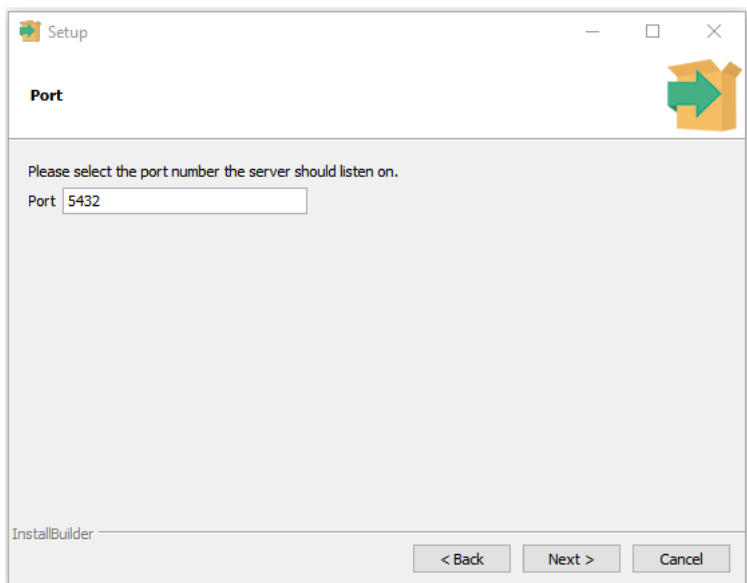 Setup
Port
Please select the port number the server should listen on.
Port 5432
InstallBuilder
< Back Next > Cancel